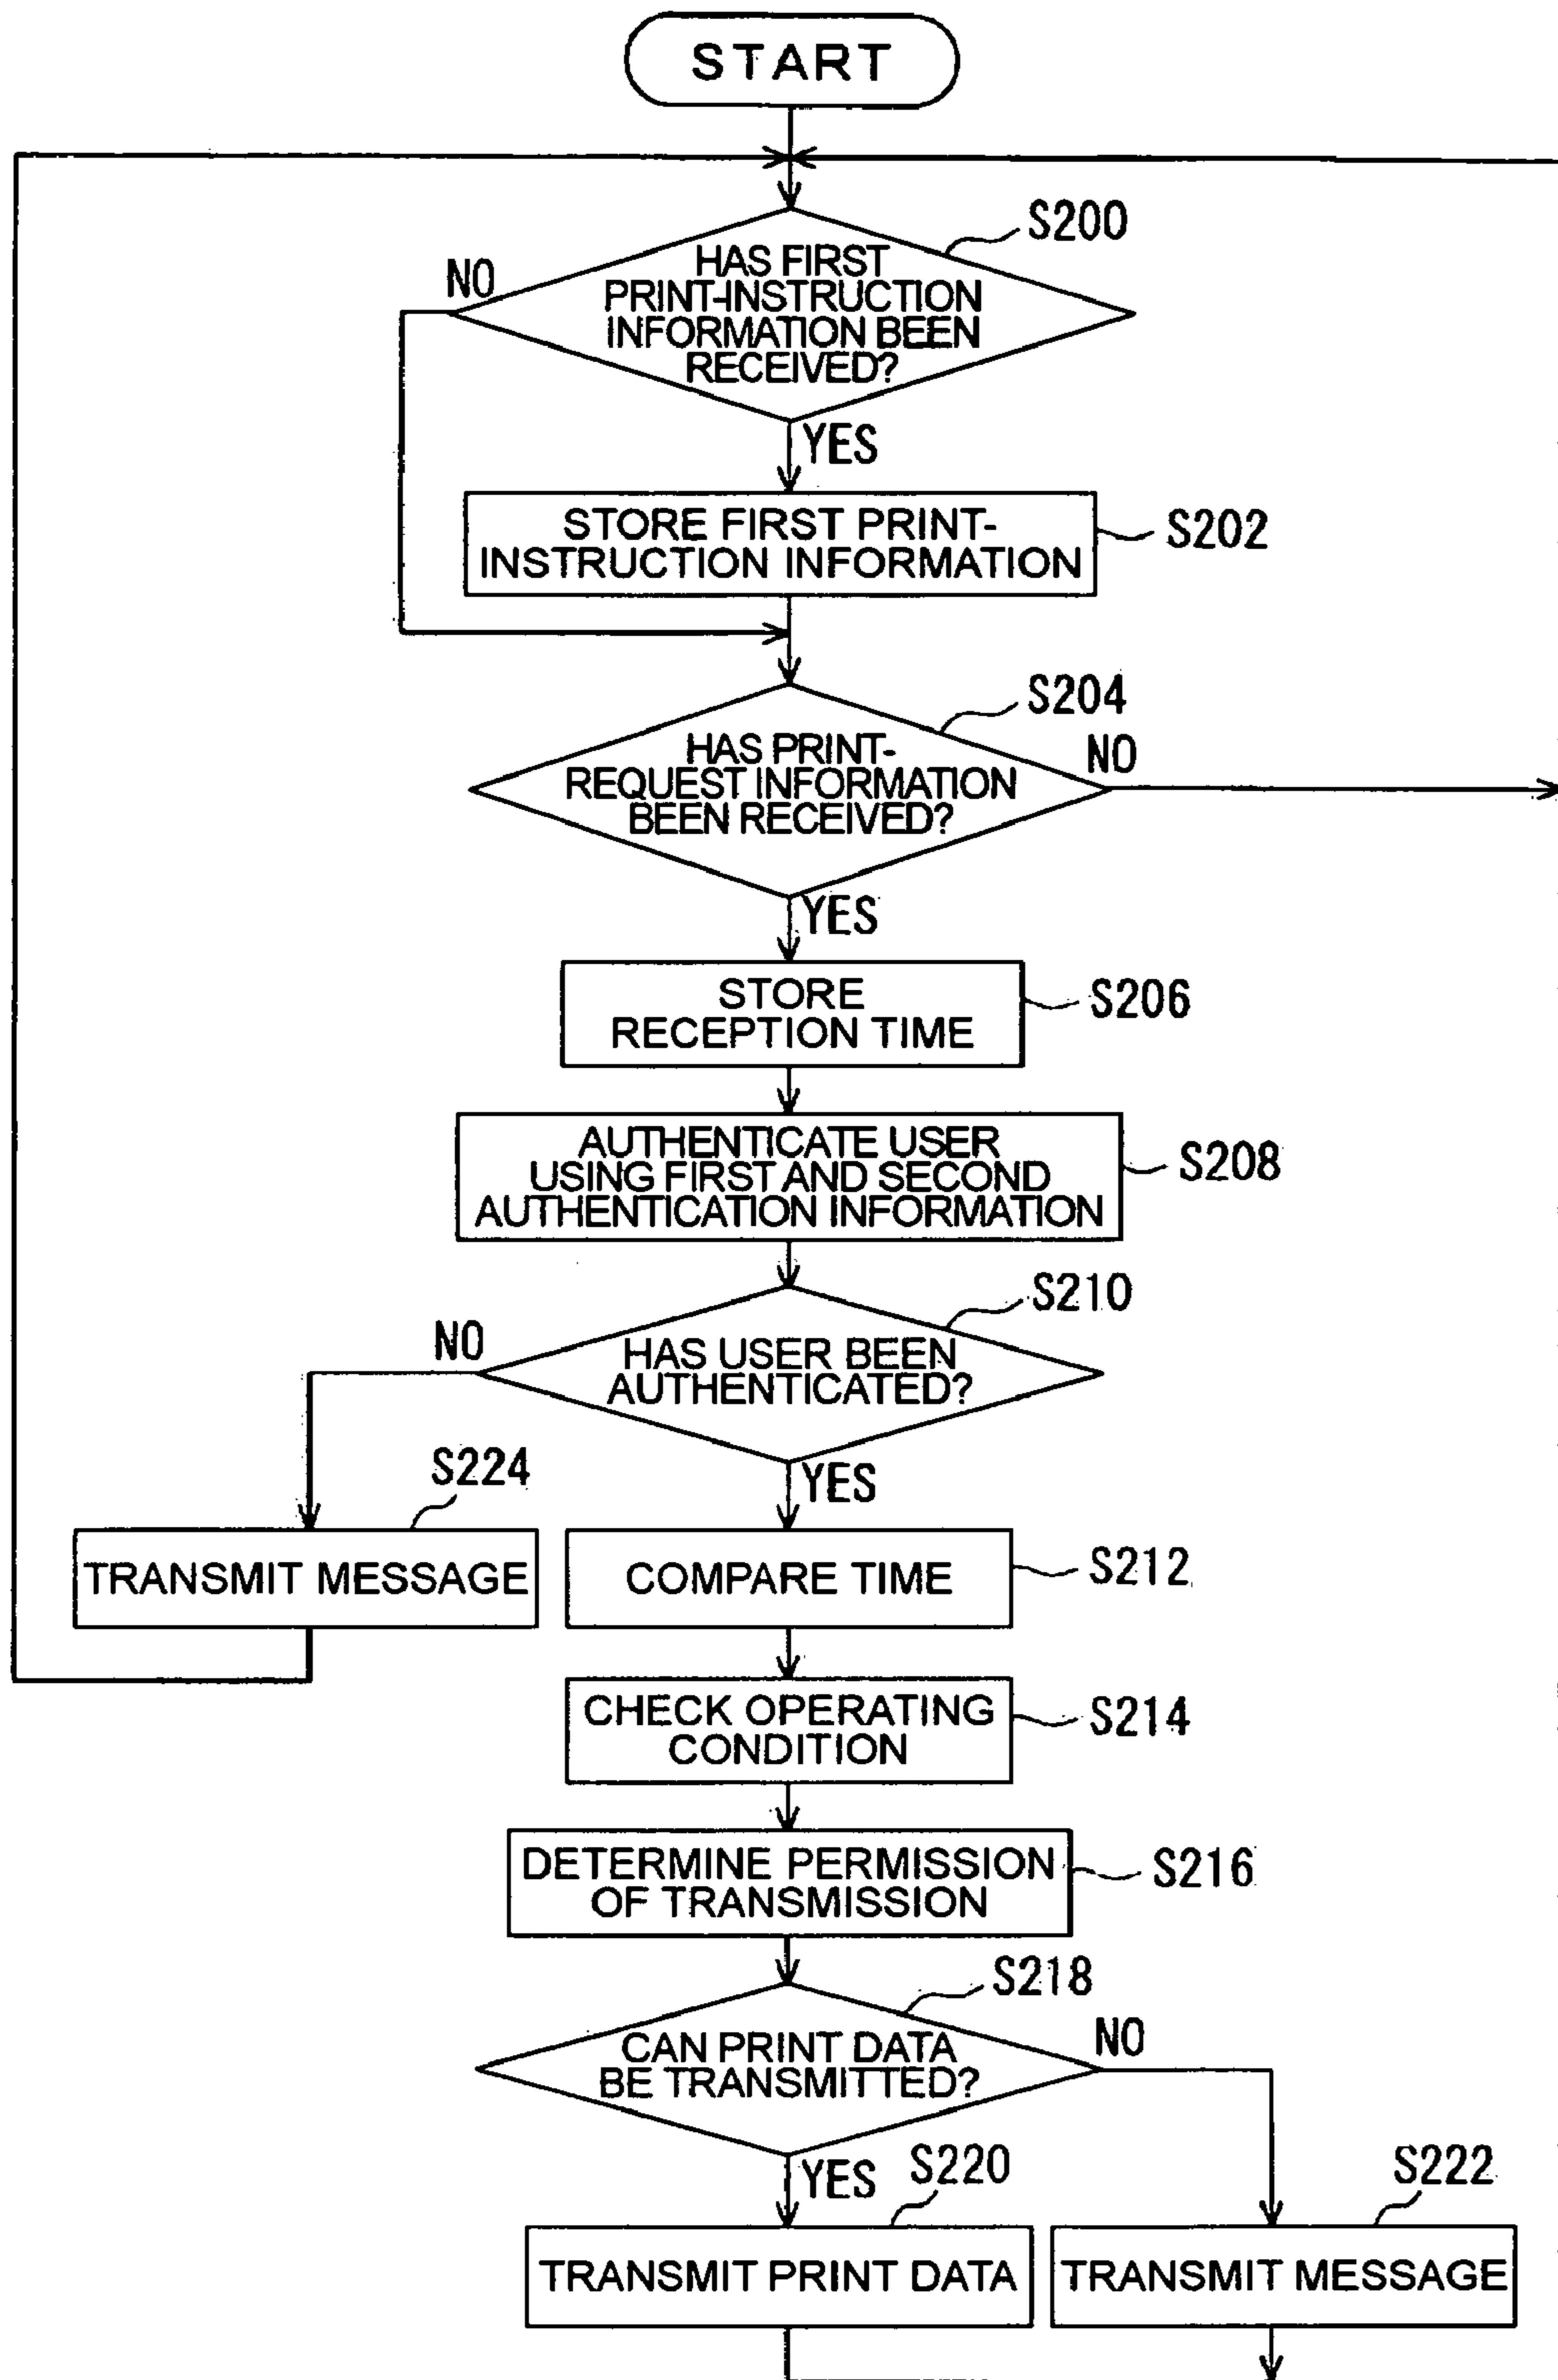 START
S200
NO
HAS FIRST
PRINT-INSTRUCTION
INFORMATION BEEN
RECEIVED?
YES
STORE FIRST PRINT-
INSTRUCTION INFORMATION
S202
S204
HAS PRINT-
REQUEST INFORMATION
BEEN RECEIVED?
NO
YES
STORE
RECEPTION TIME
S206
AUTHENTICATE USER
USING FIRST AND SECOND
AUTHENTICATION INFORMATION
S208
S210
NO
HAS USER BEEN
AUTHENTICATED?
S224
YES
TRANSMIT MESSAGE
COMPARE TIME
S212
CHECK OPERATING
CONDITION
S214
DETERMINE PERMISSION
OF TRANSMISSION
S216
S218
CAN PRINT DATA
BE TRANSMITTED?
NO
YES
S220
S222
TRANSMIT PRINT DATA
TRANSMIT MESSAGE